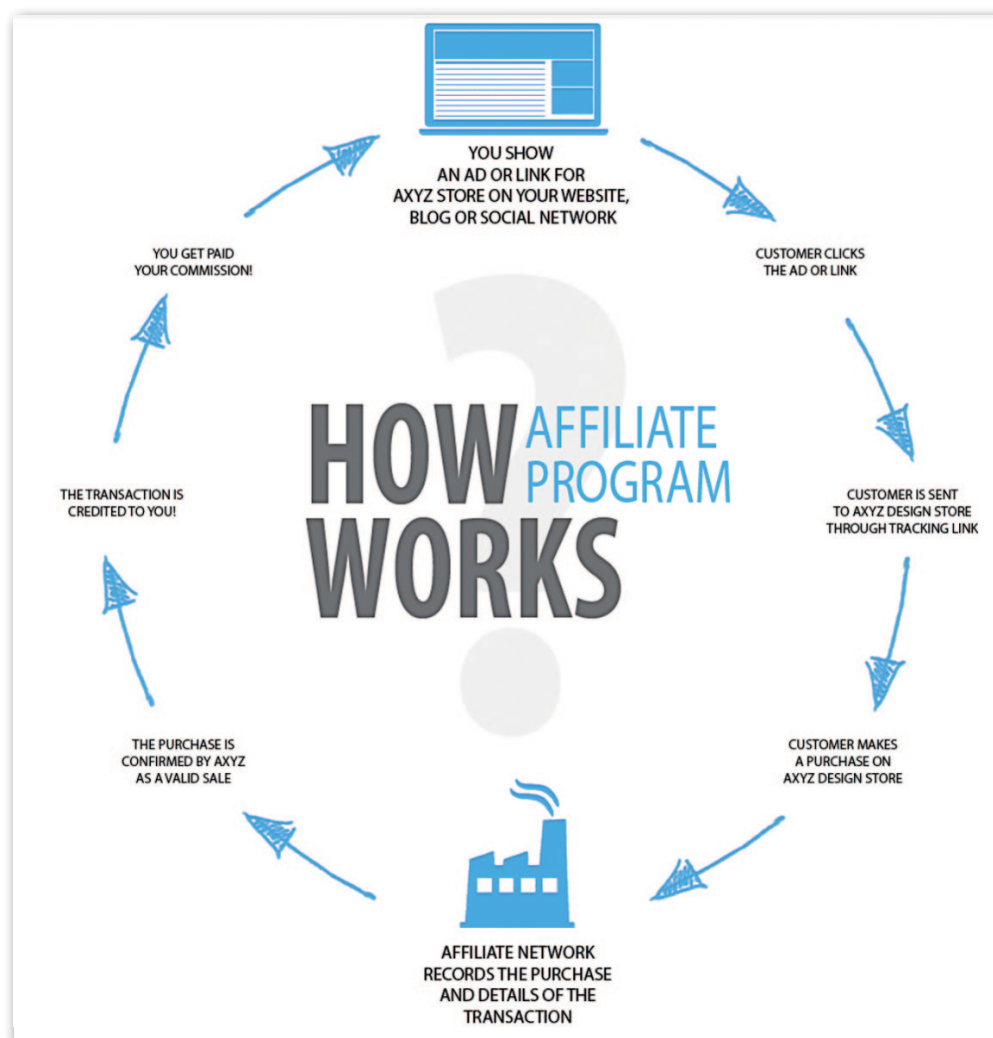 YOU SHOW
AN AD OR LINK FOR
AXYZ STORE ON YOUR WEBSITE,
BLOG OR SOCIAL NETWORK
CUSTOMER CLICKS
THE AD OR LINK
CUSTOMER IS SENT
TO AXYZ DESIGN STORE
THROUGH TRACKING LINK
CUSTOMER MAKES
A PURCHASE ON
AXYZ DESIGN STORE
AFFILIATE NETWORK
RECORDS THE PURCHASE
AND DETAILS OF THE
TRANSACTION
THE PURCHASE IS
CONFIRMED BY AXYZ
AS A VALID SALE
THE TRANSACTION IS
CREDITED TO YOU!
YOU GET PAID
YOUR COMMISSION!
?
HOW
AFFILIATE
PROGRAM
WORKS